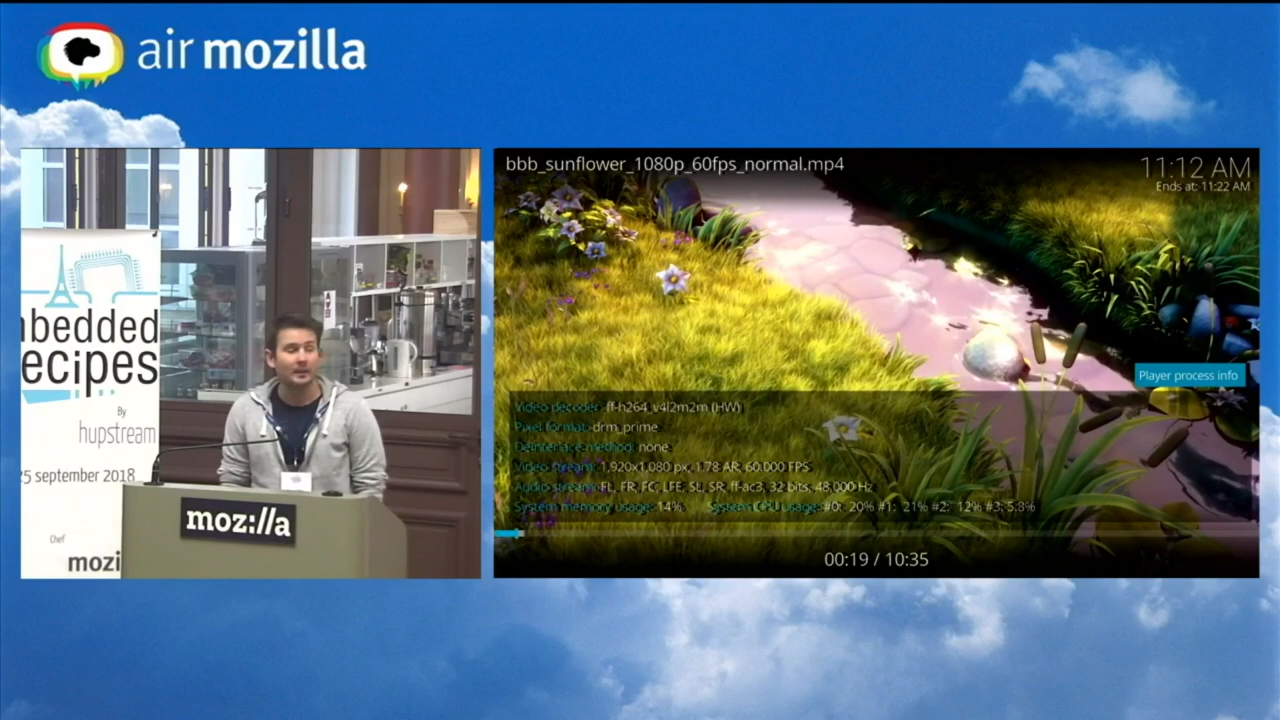 air mozilla
bbb_sunflower_1080p_60fps_normal.mp4
11:12 AM
Ends at: 11:22 AM
Player process info
Video decoder: ff-h264_v4l2m2m (HW)
Pixel format: drm_prime
Deinterlace method: none
Video stream: 1,920x1,080 px, 1.78 AR, 60.000 FPS
Audio stream: FL, FR, FC, LFE, SL, SR, ff-ac3, 32 bits, 48,000 Hz
System memory usage: 14% System CPU usage: #0: 20% #1: 21% #2: 12% #3: 5.8%
00:19 / 10:35
nbedded
ecipes
By
hupstream
25 september 2018
Chef
mozi
moz://a